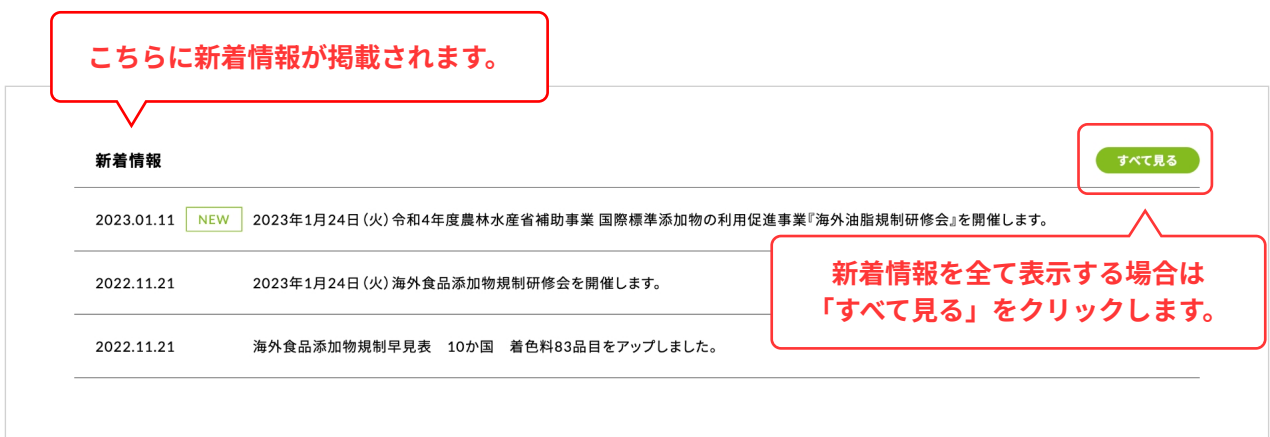 こちらに新着情報が掲載されます。
新着情報
すべて見る
2023.01.11 NEW 2023年1月24日(火)令和4年度農林水産省補助事業 国際標準添加物の利用促進事業『海外油脂規制研修会』を開催します。
新着情報を全て表示する場合は
「すべて見る」をクリックします。
2022.11.21 2023年1月24日(火)海外食品添加物規制研修会を開催します。
2022.11.21 海外食品添加物規制早見表 10か国 着色料83品目をアップしました。